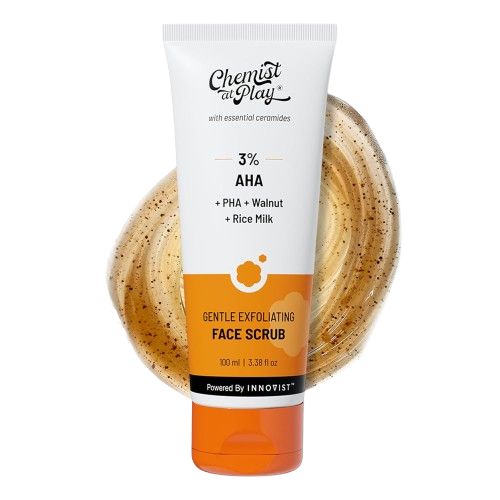 Chemist
at Play®
with essential ceramides
3%
AHA
+ PHA + Walnut
+ Rice Milk
GENTLE EXFOLIATING
FACE SCRUB
100 ml | 3.38 fl oz
Powered By INNOVIST™